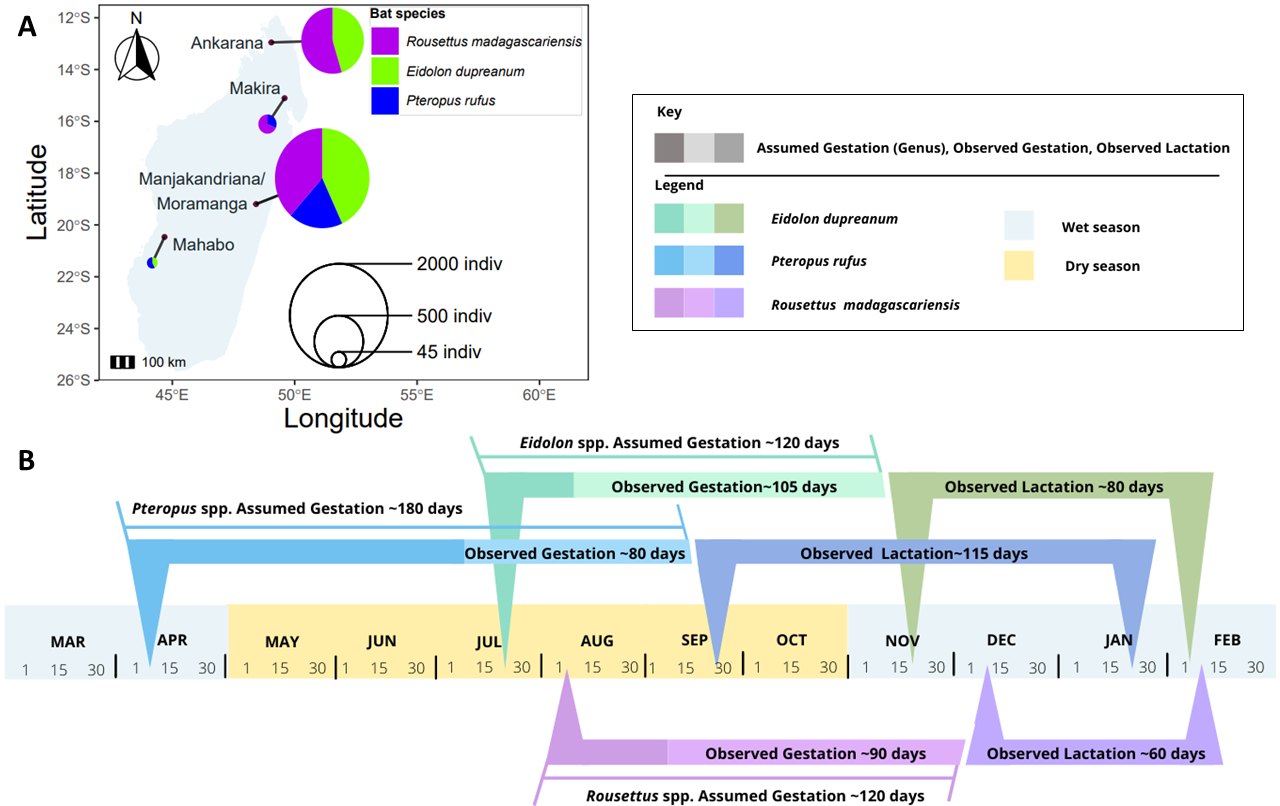 A
N
Bat species
Rousettus madagascariensis
Eidolon dupreanum
Pteropus rufus
Ankarana
Makira
Manjakandriana/
Moramanga
Mahabo
2000 indiv
500 indiv
45 indiv
100 km
Latitude
12°S
14°S
16°S
18°S
20°S
22°S
24°S
26°S
45°E 50°E 55°E 60°E
Longitude
Key
Assumed Gestation (Genus), Observed Gestation, Observed Lactation
Legend
Eidolon dupreanum
Pteropus rufus
Rousettus madagascariensis
Wet season
Dry season
B
Eidolon spp. Assumed Gestation ~120 days
Observed Gestation~105 days
Observed Lactation ~80 days
Pteropus spp. Assumed Gestation ~180 days
Observed Gestation ~80 days
Observed Lactation~115 days
MAR APR MAY JUN JUL AUG SEP OCT NOV DEC JAN FEB
1 15 30 1 15 30 1 15 30 1 15 30 1 15 30 1 15 30 1 15 30 1 15 30 1 15 30 1 15 30 1 15 30 1 15 30
Observed Gestation ~90 days
Observed Lactation ~60 days
Rousettus spp. Assumed Gestation ~120 days